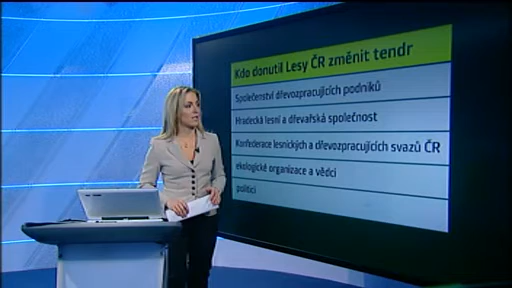 Kdo donutil Lesy ČR změnit tendr
Společenství dřevozpracujících podniků
Hradecká lesní a dřevařská společnost
Konfederace lesnických a dřevozpracujících svazů ČR
ekologické organizace a vědci
politici